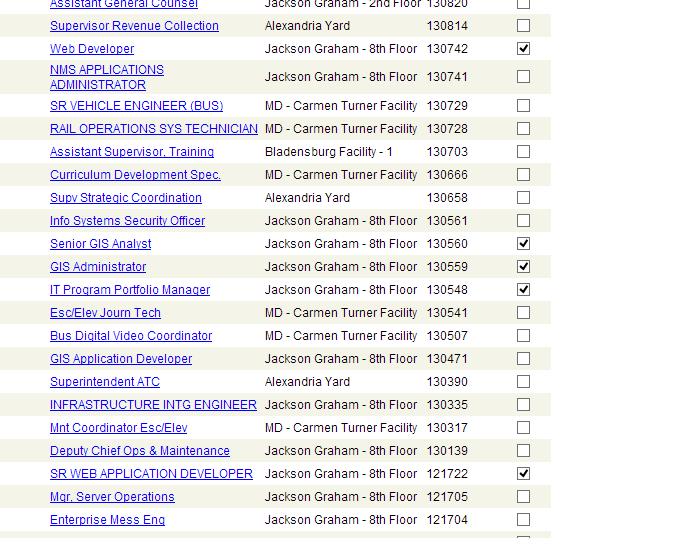 Assistant General Counsel Jackson Graham - 2nd Floor 130820
Supervisor Revenue Collection Alexandria Yard 130814
Web Developer Jackson Graham - 8th Floor 130742
NMS APPLICATIONS
ADMINISTRATOR Jackson Graham - 8th Floor 130741
SR VEHICLE ENGINEER (BUS) MD - Carmen Turner Facility 130729
RAIL OPERATIONS SYS TECHNICIAN MD - Carmen Turner Facility 130728
Assistant Supervisor, Training Bladensburg Facility - 1 130703
Curriculum Development Spec. MD - Carmen Turner Facility 130666
Supv Strategic Coordination Alexandria Yard 130658
Info Systems Security Officer Jackson Graham - 8th Floor 130561
Senior GIS Analyst Jackson Graham - 8th Floor 130560
GIS Administrator Jackson Graham - 8th Floor 130559
IT Program Portfolio Manager Jackson Graham - 8th Floor 130548
Esc/Elev Journ Tech MD - Carmen Turner Facility 130541
Bus Digital Video Coordinator MD - Carmen Turner Facility 130507
GIS Application Developer Jackson Graham - 8th Floor 130471
Superintendent ATC Alexandria Yard 130390
INFRASTRUCTURE INTG ENGINEER Jackson Graham - 8th Floor 130335
Mnt Coordinator Esc/Elev MD - Carmen Turner Facility 130317
Deputy Chief Ops & Maintenance Jackson Graham - 8th Floor 130139
SR WEB APPLICATION DEVELOPER Jackson Graham - 8th Floor 121722
Mgr. Server Operations Jackson Graham - 8th Floor 121705
Enterprise Mess Eng Jackson Graham - 8th Floor 121704